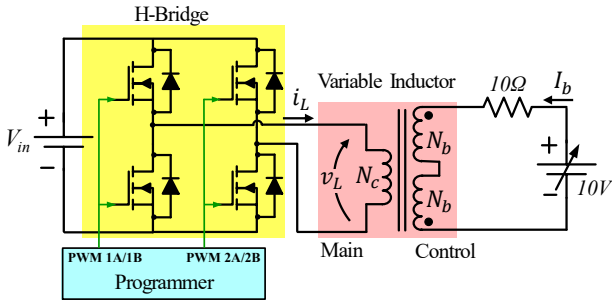 H-Bridge
Variable Inductor
10Ω
I_b
i_L
+
V_in
−
v_L
N_c
N_b
N_b
+
−
10V
Main
Control
PWM 1A/1B
PWM 2A/2B
Programmer